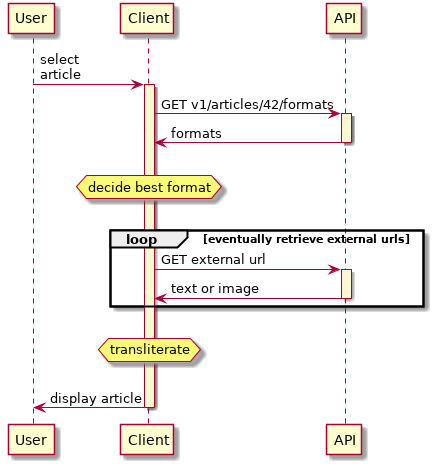 User Client API
select
article
GET v1/articles/42/formats
formats
decide best format
loop [eventually retrieve external urls]
GET external url
text or image
transliterate
display article
User Client API